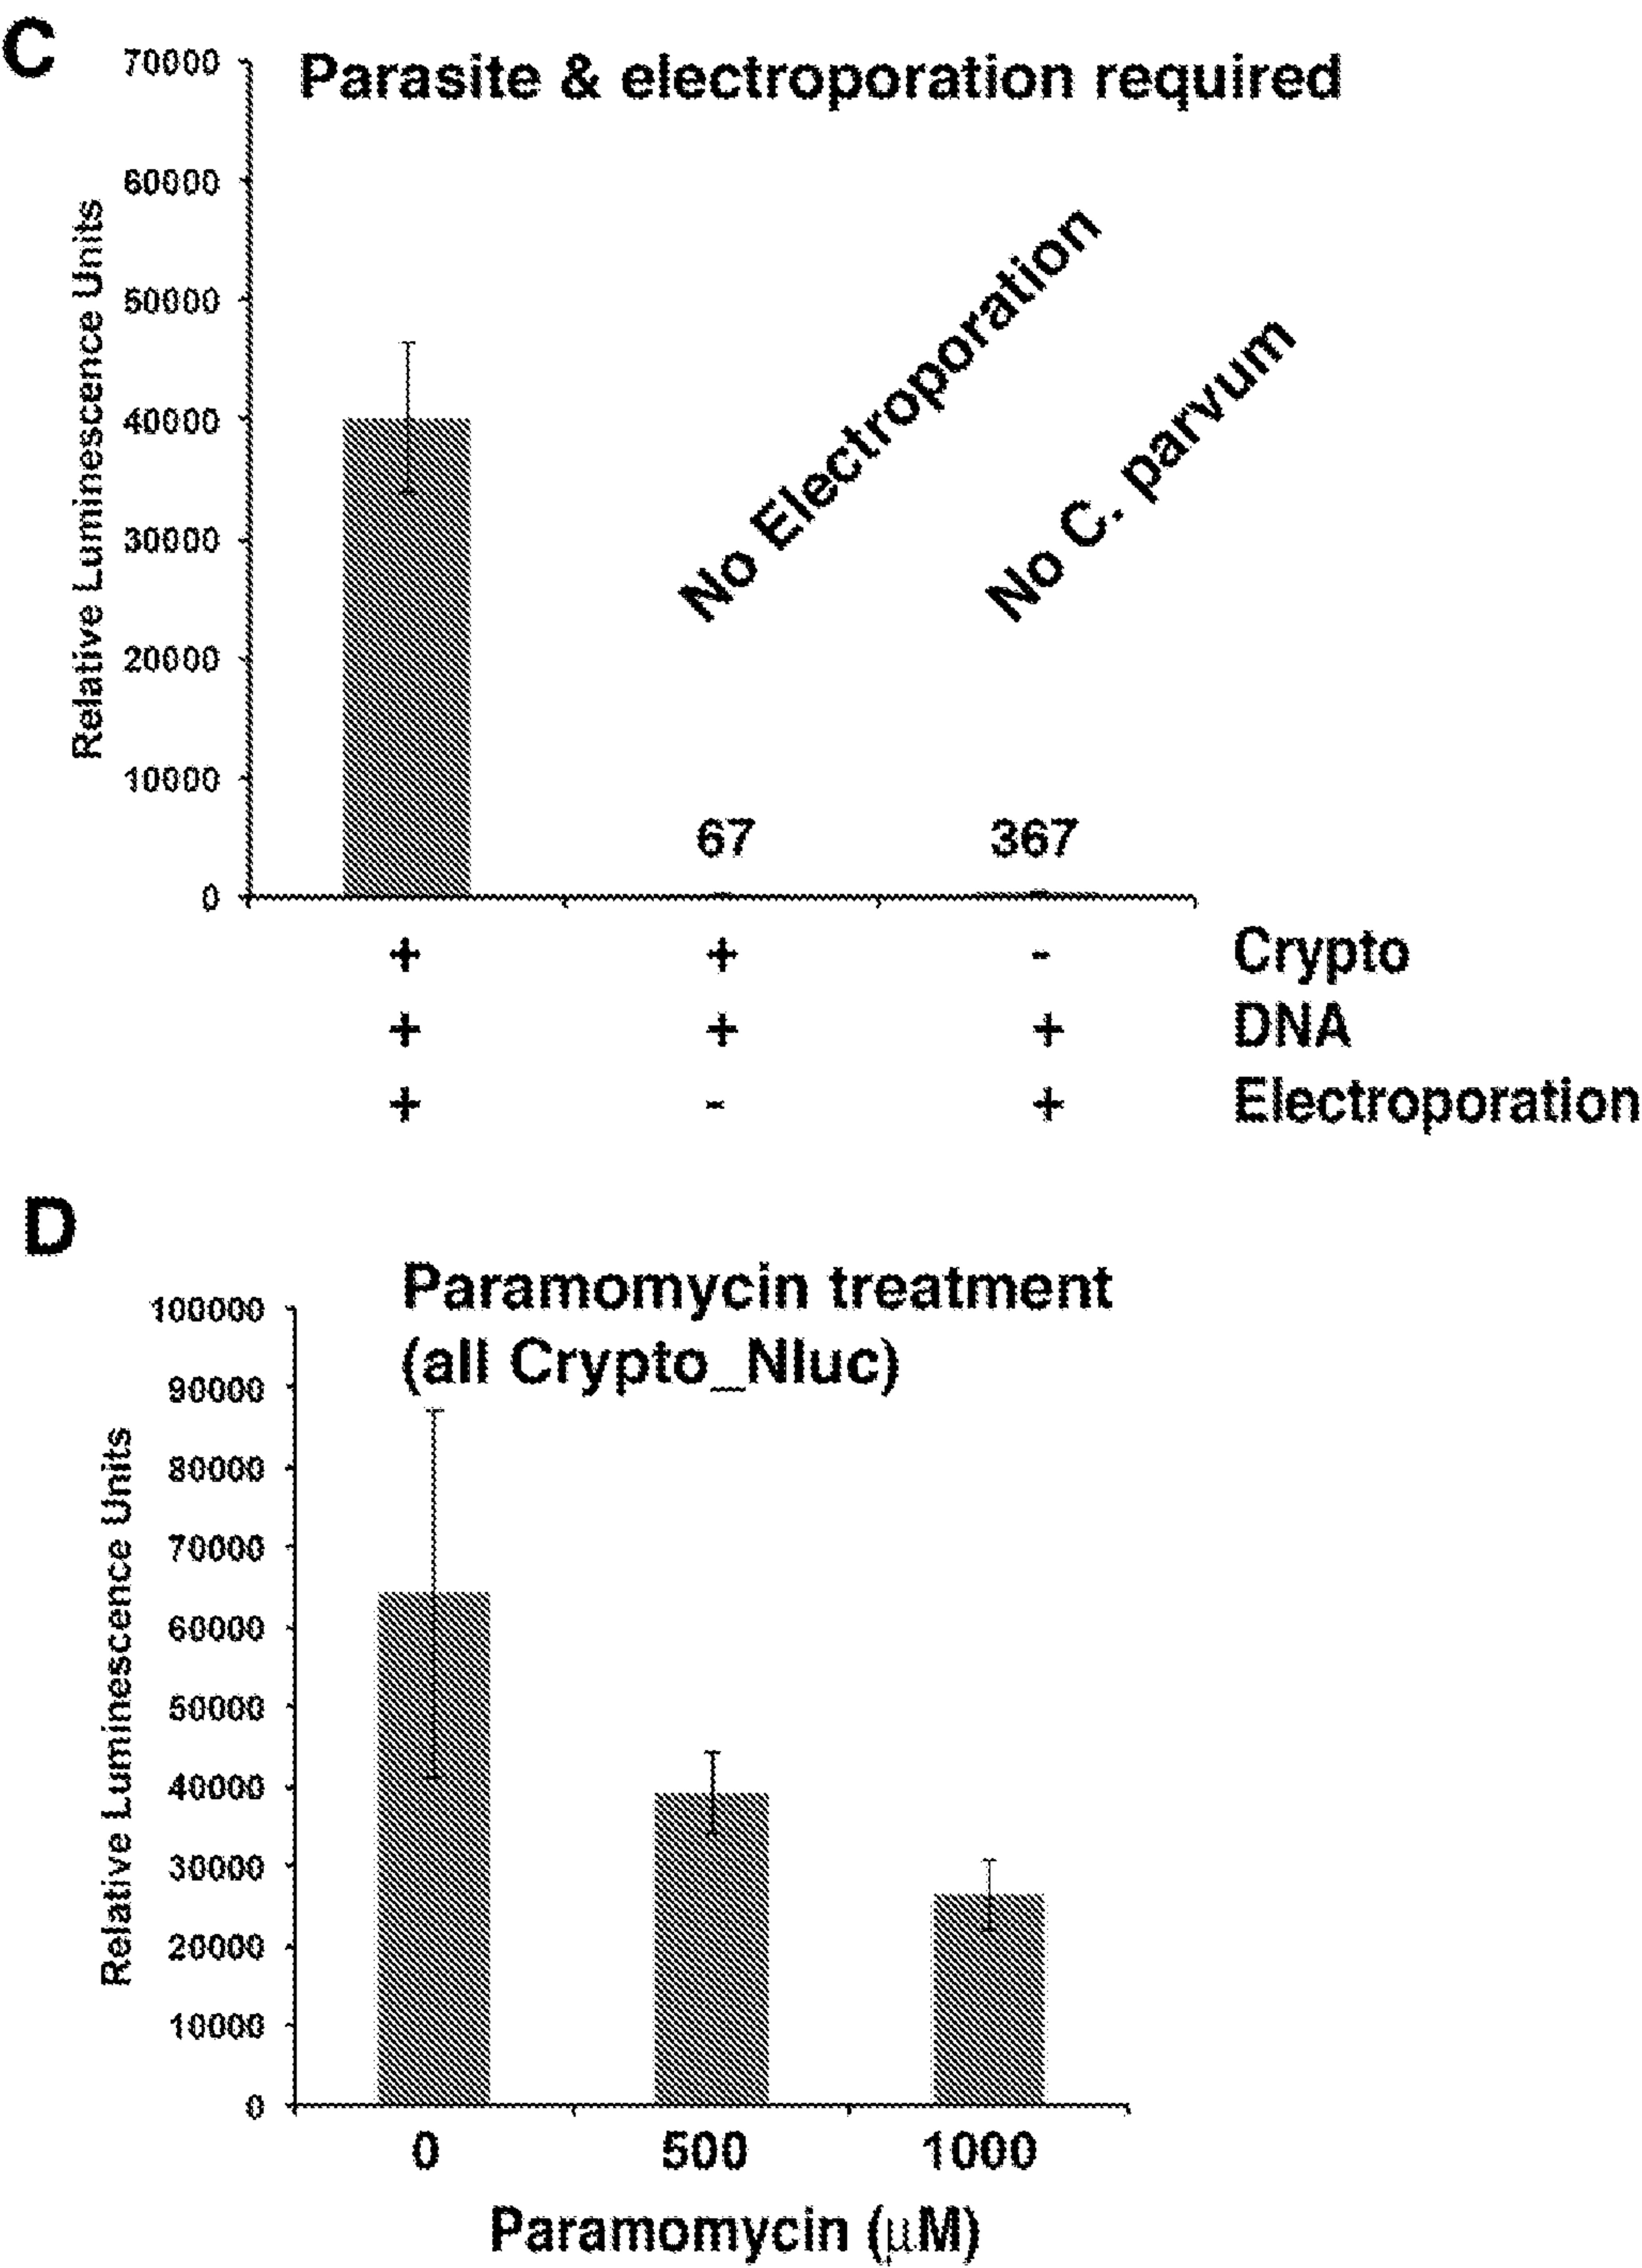 C
Parasite & electroporation required
Relative Luminescence Units
70000
60000
50000
40000
30000
20000
10000
0
No Electroporation
No C. parvum
67
367
+ + - Crypto
+ + + DNA
+ - + Electroporation
D
Paramomycin treatment
(all Crypto_Nluc)
Relative Luminescence Units
100000
90000
80000
70000
60000
50000
40000
30000
20000
10000
0
0 500 1000
Paramomycin (μM)